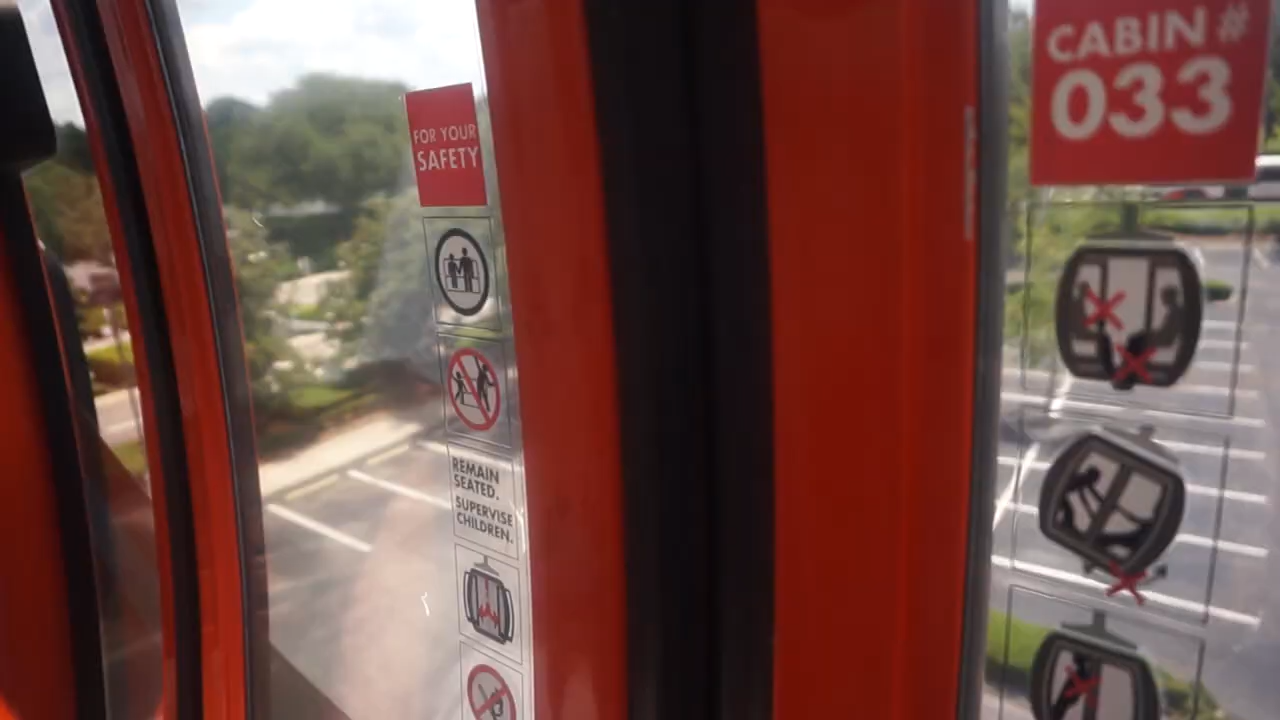 FOR YOUR
SAFETY
REMAIN
SEATED.
SUPERVISE
CHILDREN.
CABIN #
033